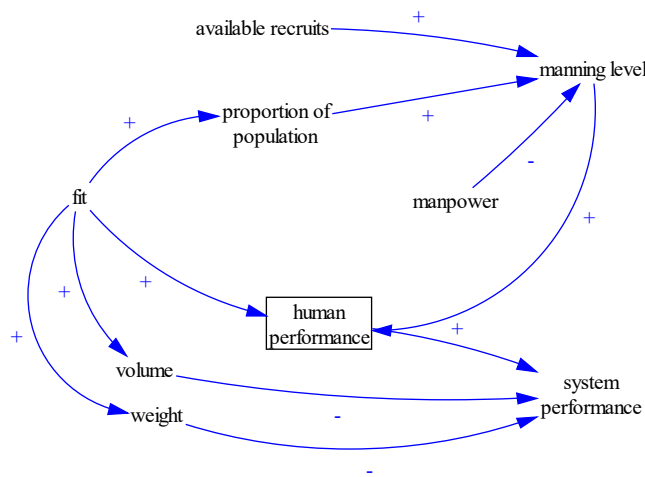 +
available recruits
manning level
proportion of
population
+
+
-
manpower
fit
+
+
+
+
human
performance
+
+
volume
system
performance
weight
-
-